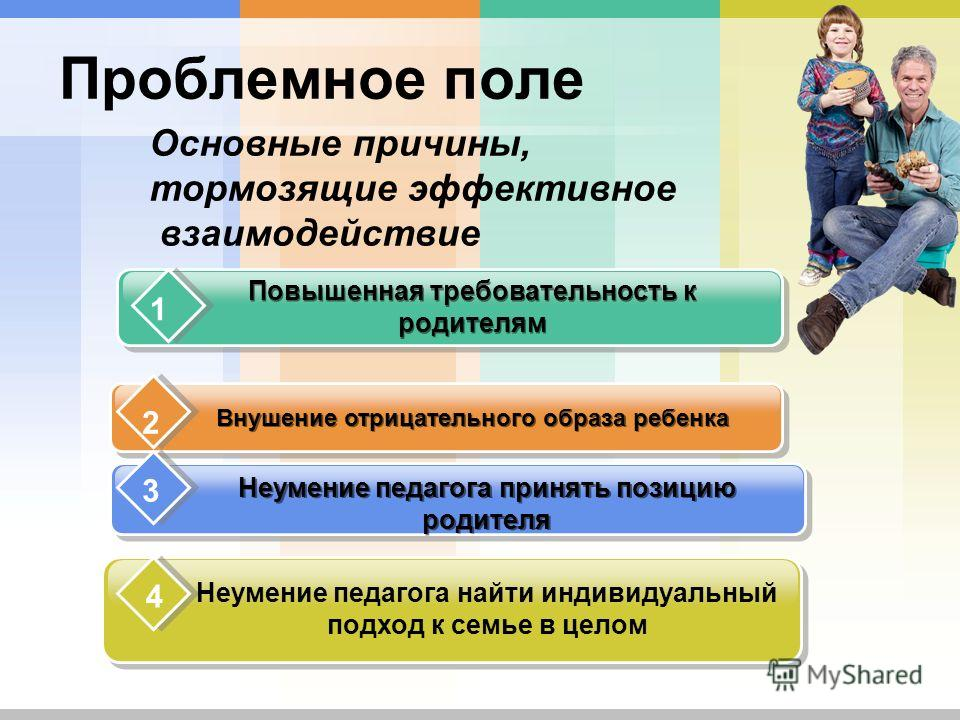 Проблемное поле
Основные причины,
тормозящие эффективное
взаимодействие
1
Повышенная требовательность к
родителям
2
Внушение отрицательного образа ребенка
3
Неумение педагога принять позицию
родителя
4
Неумение педагога найти индивидуальный
подход к семье в целом
MyShared